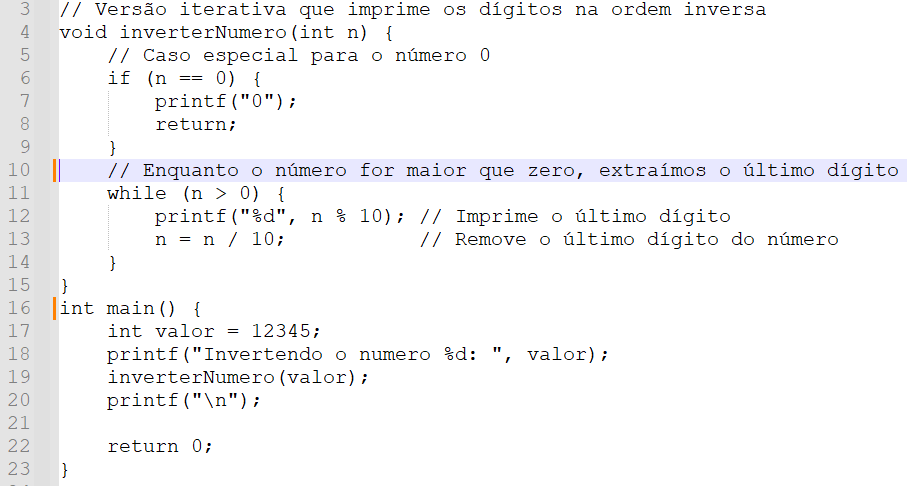 3 // Versão iterativa que imprime os dígitos na ordem inversa
4 void inverterNumero(int n) {
5     // Caso especial para o número 0
6     if (n == 0) {
7         printf("0");
8         return;
9     }
10     // Enquanto o número for maior que zero, extraímos o último dígito
11     while (n > 0) {
12         printf("%d", n % 10); // Imprime o último dígito
13         n = n / 10;           // Remove o último dígito do número
14     }
15 }
16 int main() {
17     int valor = 12345;
18     printf("Invertendo o numero %d: ", valor);
19     inverterNumero(valor);
20     printf("\n");
21
22     return 0;
23 }